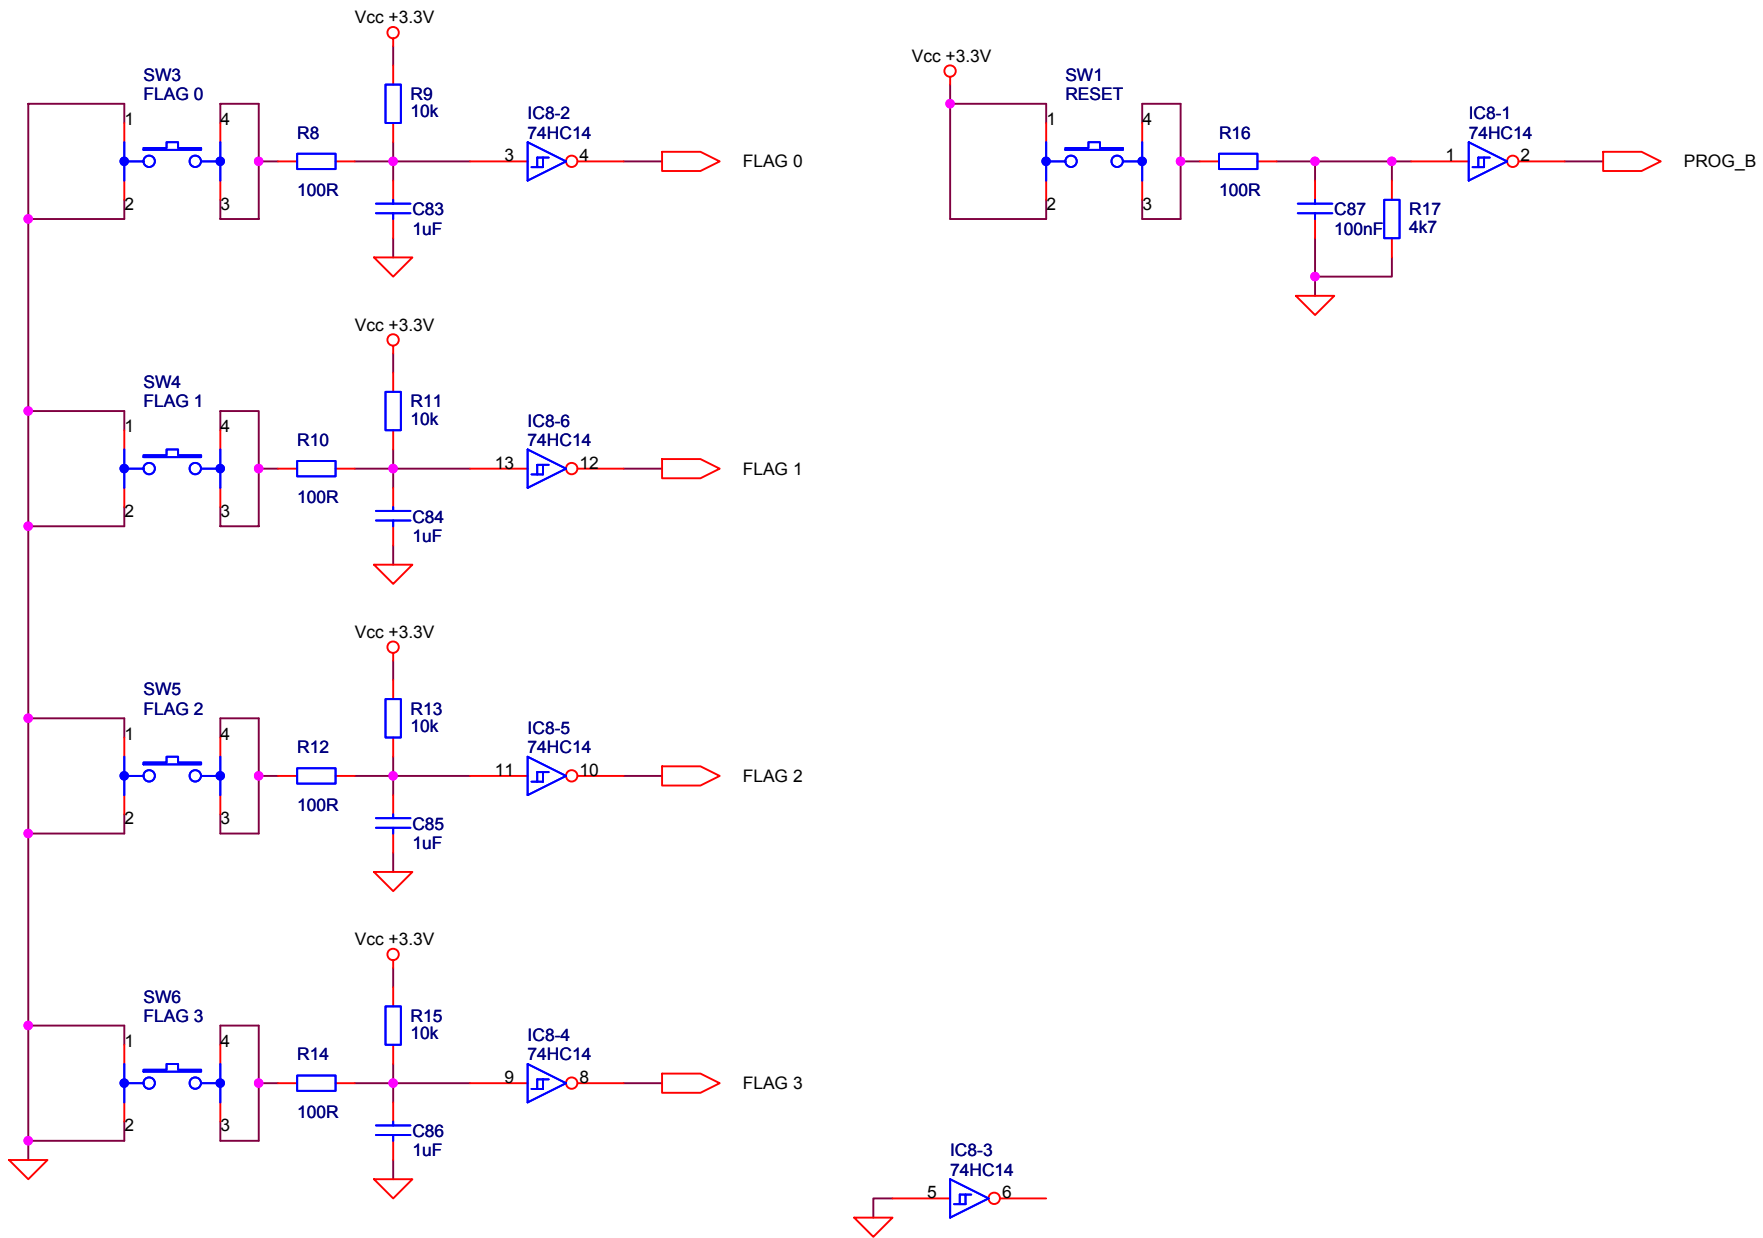 Vcc +3.3V
SW3
FLAG 0
R9
10k
IC8-2
74HC14
1
4
R8
3
4
FLAG 0
100R
2
3
C83
1uF
Vcc +3.3V
SW1
RESET
IC8-1
74HC14
1
4
R16
1
2
PROG_B
100R
2
3
C87
100nF
R17
4k7
Vcc +3.3V
SW4
FLAG 1
R11
10k
IC8-6
74HC14
1
4
R10
13
12
FLAG 1
100R
2
3
C84
1uF
Vcc +3.3V
SW5
FLAG 2
R13
10k
IC8-5
74HC14
1
4
R12
11
10
FLAG 2
100R
2
3
C85
1uF
Vcc +3.3V
SW6
FLAG 3
R15
10k
IC8-4
74HC14
1
4
R14
9
8
FLAG 3
100R
2
3
C86
1uF
IC8-3
74HC14
5
6